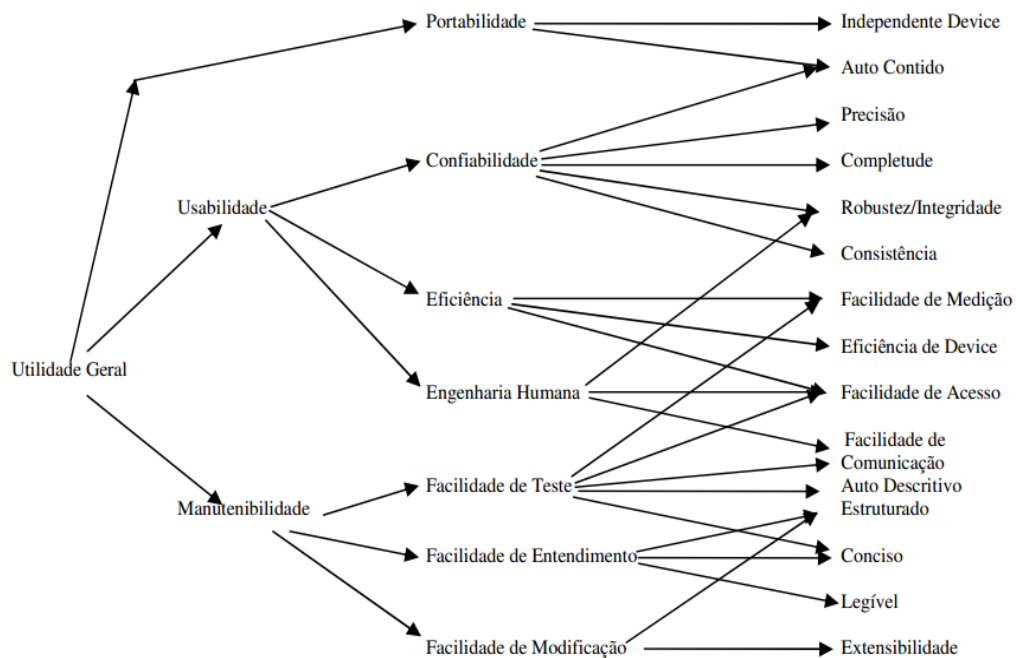 Portabilidade
Independente Device
Auto Contido
Precisão
Confiabilidade
Completude
Usabilidade
Robustez/Integridade
Consistência
Eficiência
Facilidade de Medição
Eficiência de Device
Utilidade Geral
Engenharia Humana
Facilidade de Acesso
Facilidade de
Comunicação
Facilidade de Teste
Auto Descritivo
Manutenibilidade
Estruturado
Facilidade de Entendimento
Conciso
Legível
Facilidade de Modificação
Extensibilidade